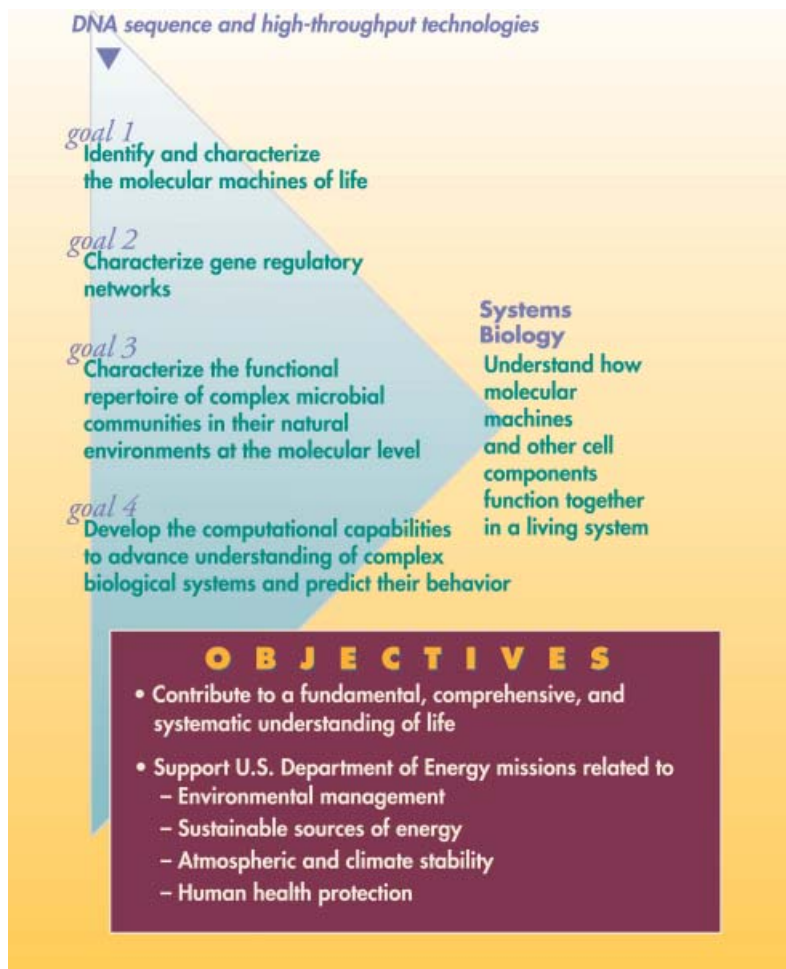 DNA sequence and high-throughput technologies
goal 1
Identify and characterize
the molecular machines of life
goal 2
Characterize gene regulatory
networks
goal 3
Characterize the functional
repertoire of complex microbial
communities in their natural
environments at the molecular level
goal 4
Develop the computational capabilities
to advance understanding of complex
biological systems and predict their behavior
Systems
Biology
Understand how
molecular
machines
and other cell
components
function together
in a living system
OBJECTIVES
• Contribute to a fundamental, comprehensive, and
systematic understanding of life
• Support U.S. Department of Energy missions related to
– Environmental management
– Sustainable sources of energy
– Atmospheric and climate stability
– Human health protection